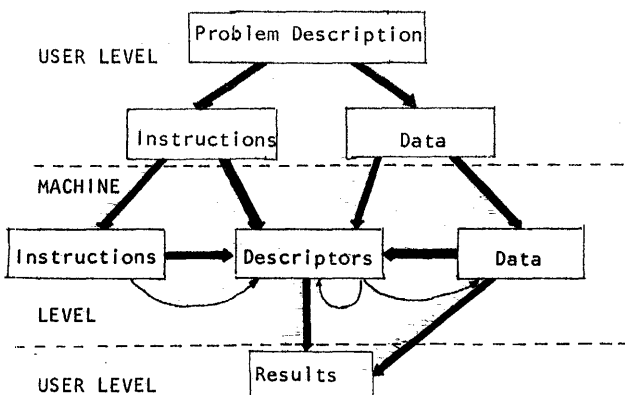 Problem Description
USER LEVEL
Instructions
Data
MACHINE
Instructions
Descriptors
Data
LEVEL
Results
USER LEVEL